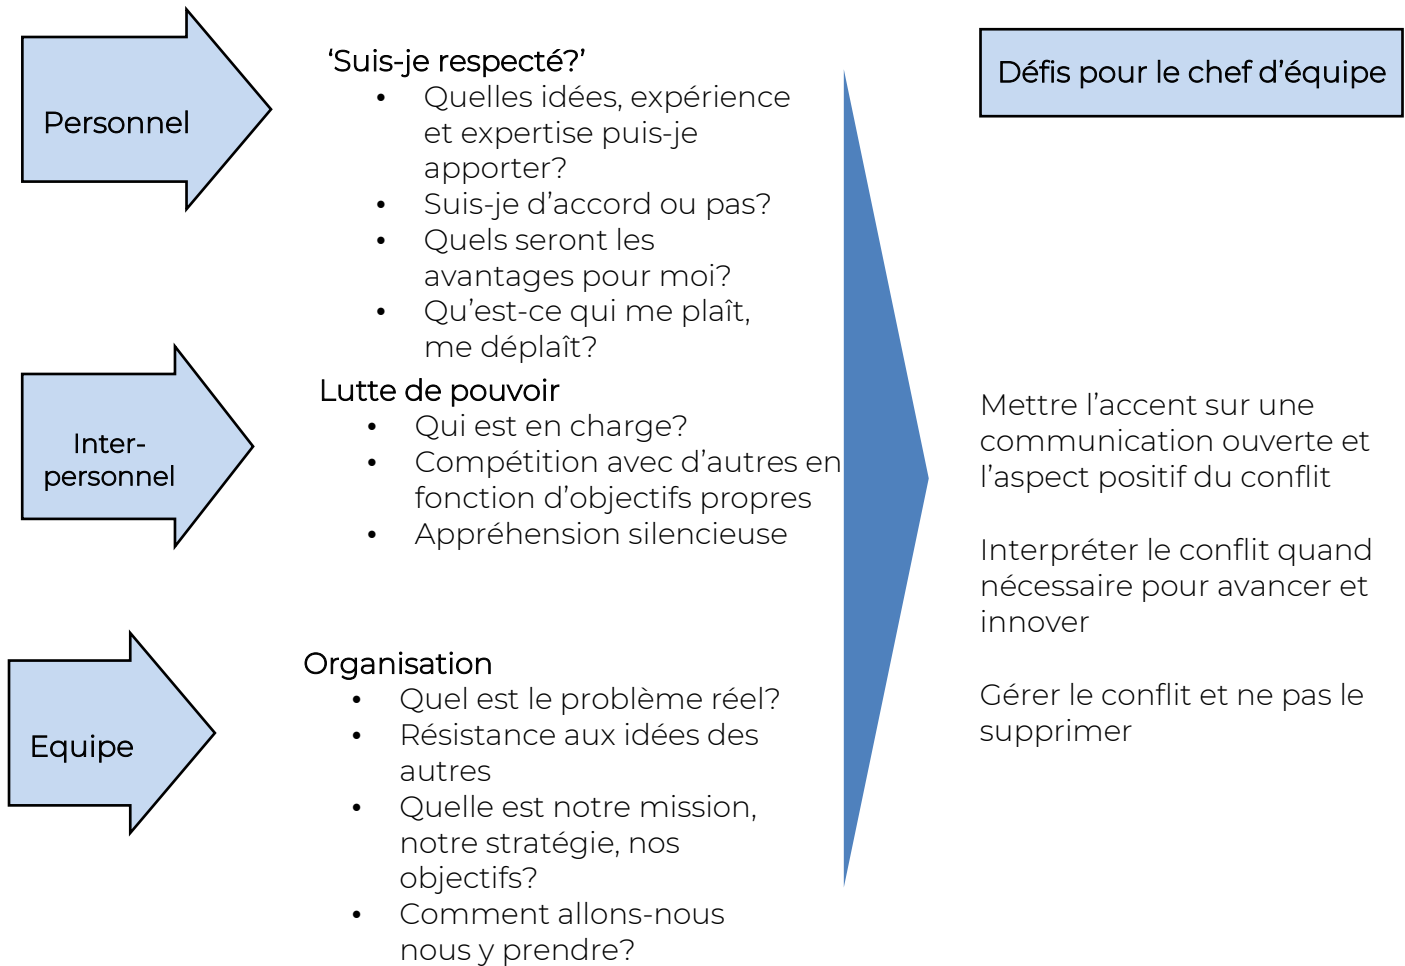 Personnel
‘Suis-je respecté?’
• Quelles idées, expérience
et expertise puis-je
apporter?
• Suis-je d’accord ou pas?
• Quels seront les
avantages pour moi?
• Qu’est-ce qui me plaît,
me déplaît?
Inter-
personnel
Lutte de pouvoir
• Qui est en charge?
• Compétition avec d’autres en
fonction d’objectifs propres
• Appréhension silencieuse
Equipe
Organisation
• Quel est le problème réel?
• Résistance aux idées des
autres
• Quelle est notre mission,
notre stratégie, nos
objectifs?
• Comment allons-nous
nous y prendre?
Défis pour le chef d’équipe
Mettre l’accent sur une
communication ouverte et
l’aspect positif du conflit
Interpréter le conflit quand
nécessaire pour avancer et
innover
Gérer le conflit et ne pas le
supprimer